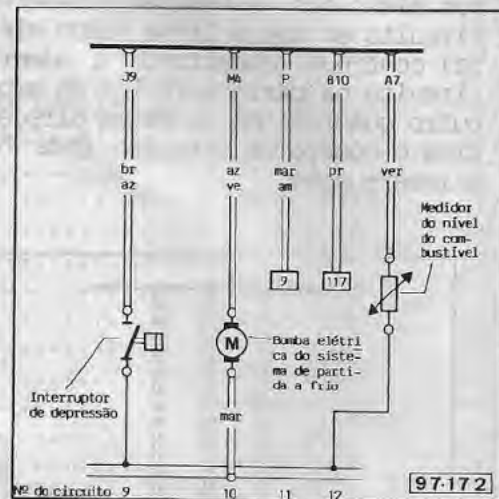 J9 M4 P B10 A7
br
az
az
ve
mar
am
pr
ver
9
117
Medidor
do nível
do com-
bustível
M
Bomba elétri
ca do siste-
ma de parti-
da a frio
Interruptor
de depressão
mar
Nº do circuito 9 10 11 12
97·172